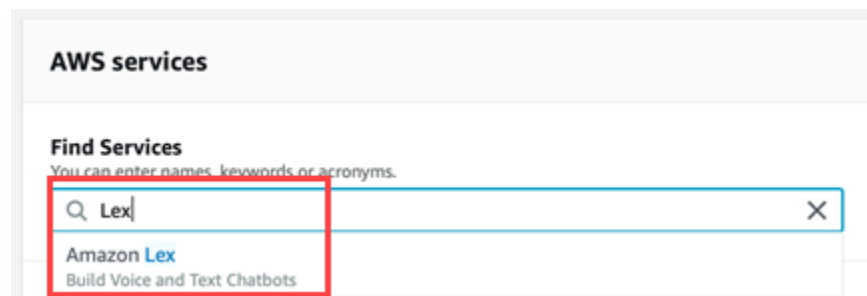 AWS services
Find Services
You can enter names, keywords or acronyms.
Lex
Amazon Lex
Build Voice and Text Chatbots